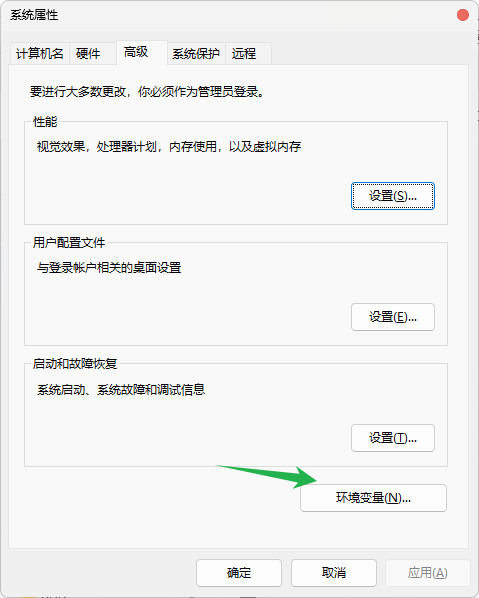 系统属性
计算机名 硬件 高级 系统保护 远程
要进行大多数更改，你必须作为管理员登录。
性能
视觉效果，处理器计划，内存使用，以及虚拟内存
设置(S)...
用户配置文件
与登录帐户相关的桌面设置
设置(E)...
启动和故障恢复
系统启动、系统故障和调试信息
设置(T)...
环境变量(N)...
确定 取消 应用(A)